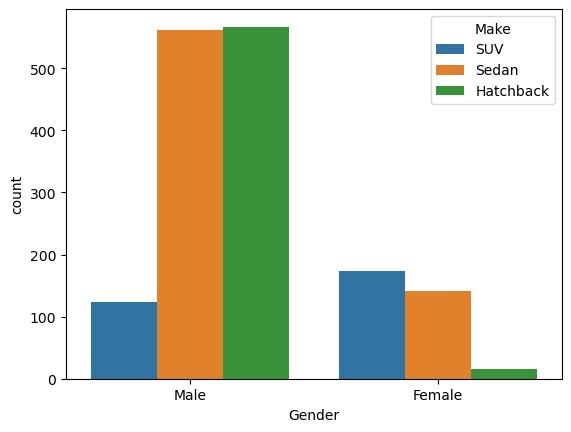 Make
SUV
Sedan
Hatchback
500
400
300
200
100
0
count
Male
Female
Gender